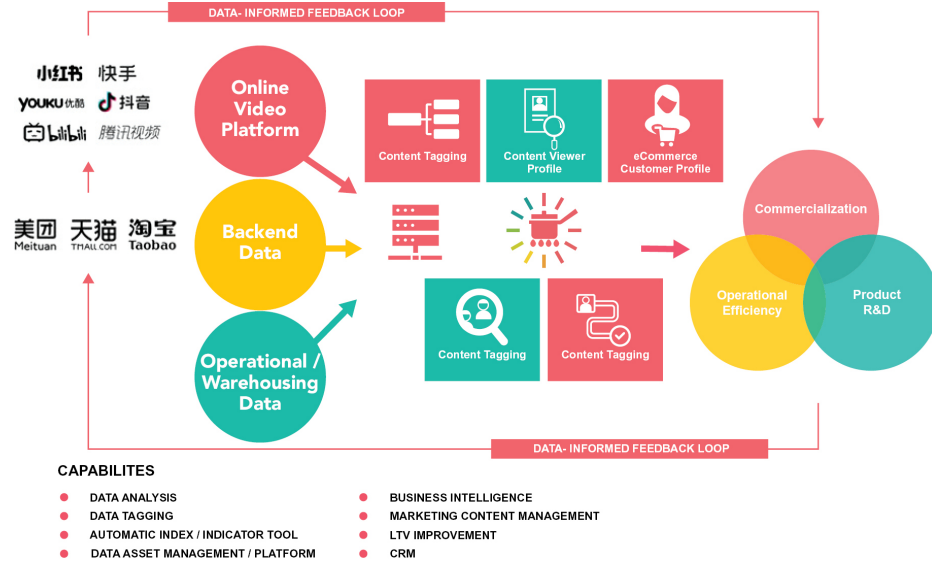 DATA- INFORMED FEEDBACK LOOP
小红书 快手
YOUKU优酷 抖音
bilibili 腾讯视频
美团 天猫 淘宝
Meituan TMALL.COM Taobao
Online
Video
Platform
Backend
Data
Operational /
Warehousing
Data
Content Tagging
Content Viewer
Profile
eCommerce
Customer Profile
Content Tagging
Content Tagging
Commercialization
Operational
Efficiency
Product
R&D
DATA- INFORMED FEEDBACK LOOP
CAPABILITES
DATA ANALYSIS
DATA TAGGING
AUTOMATIC INDEX / INDICATOR TOOL
DATA ASSET MANAGEMENT / PLATFORM
BUSINESS INTELLIGENCE
MARKETING CONTENT MANAGEMENT
LTV IMPROVEMENT
CRM